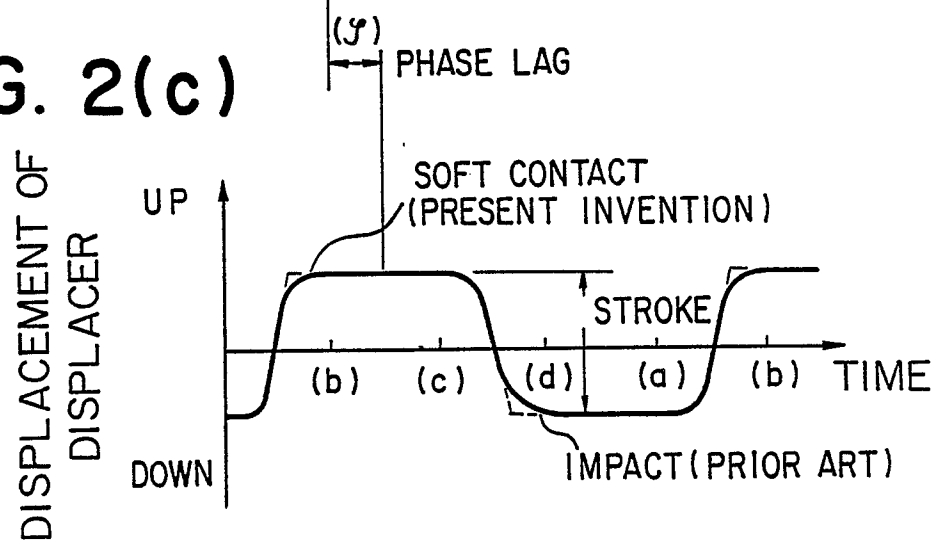 (𝒮)
PHASE LAG
G. 2(c)
DISPLACEMENT OF
DISPLACER
UP
SOFT CONTACT
(PRESENT INVENTION)
STROKE
(b)
(c)
(d)
(a)
(b)
TIME
DOWN
IMPACT(PRIOR ART)